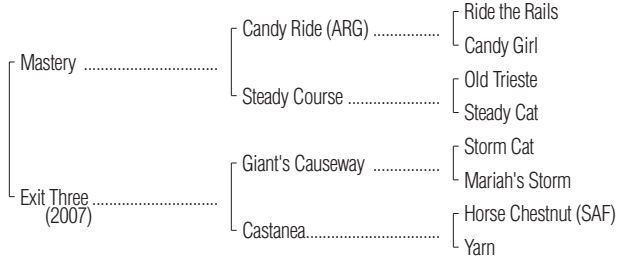 Ride the Rails
Candy Ride (ARG) ................
Candy Girl
Mastery ................................
Old Trieste
Steady Course ......................
Steady Cat
Storm Cat
Giant's Causeway ................
Mariah's Storm
Exit Three ..............................
(2007)
Horse Chestnut (SAF)
Castanea................................
Yarn